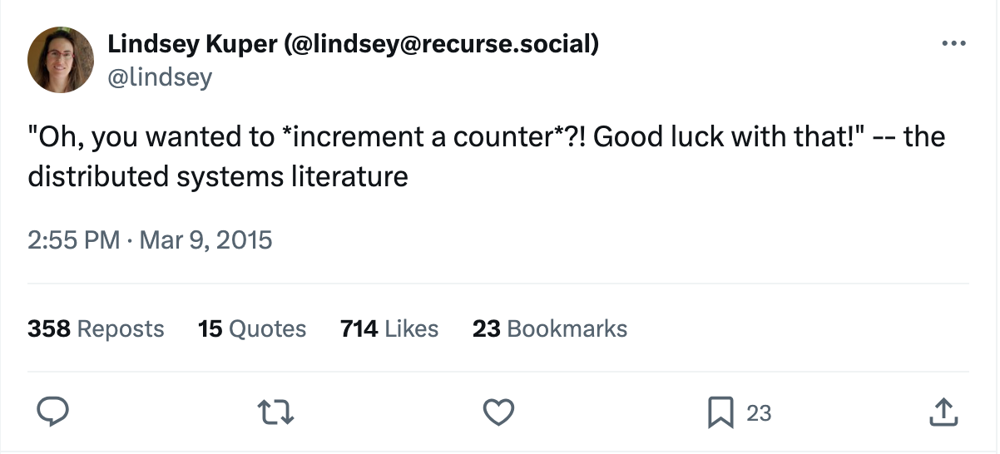 Lindsey Kuper (@lindsey@recurse.social)
@lindsey
"Oh, you wanted to *increment a counter*?! Good luck with that!" -- the
distributed systems literature
2:55 PM · Mar 9, 2015
358 Reposts 15 Quotes 714 Likes 23 Bookmarks
23